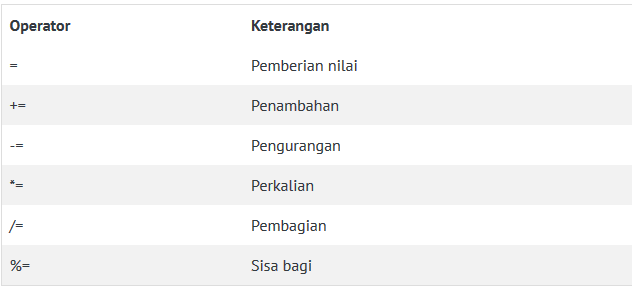 Operator Keterangan
= Pemberian nilai
+= Penambahan
-= Pengurangan
*= Perkalian
/= Pembagian
%= Sisa bagi